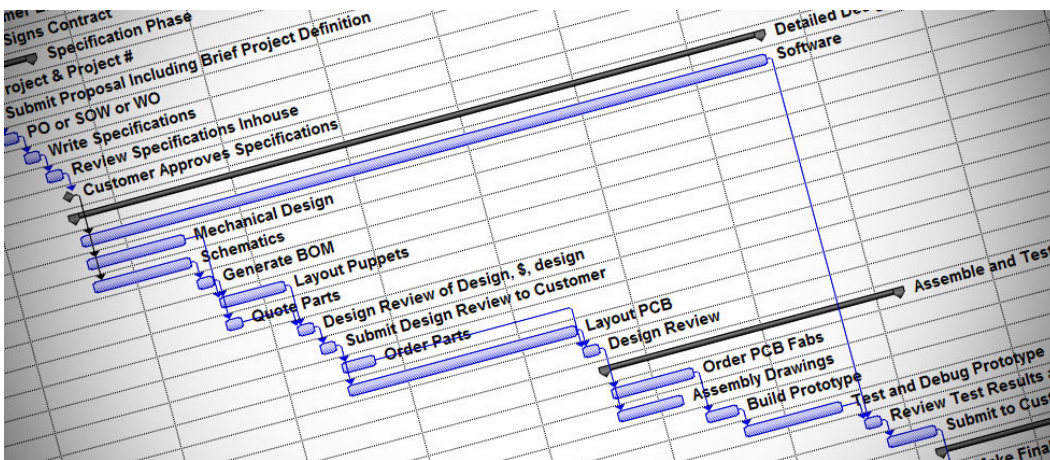 Signs Contract
Specification Phase
Project & Project #
Submit Proposal Including Brief Project Definition
PO or SOW or WO
Write Specifications
Review Specifications Inhouse
Customer Approves Specifications
Detailed
Software
Mechanical Design
Schematics
Generate BOM
Layout Puppets
Quote Parts
Design Review of Design, $, design
Submit Design Review to Customer
Order Parts
Layout PCB
Design Review
Assemble and Test
Order PCB Fabs
Assembly Drawings
Build Prototype
Test and Debug Prototype
Review Test Results
Submit to